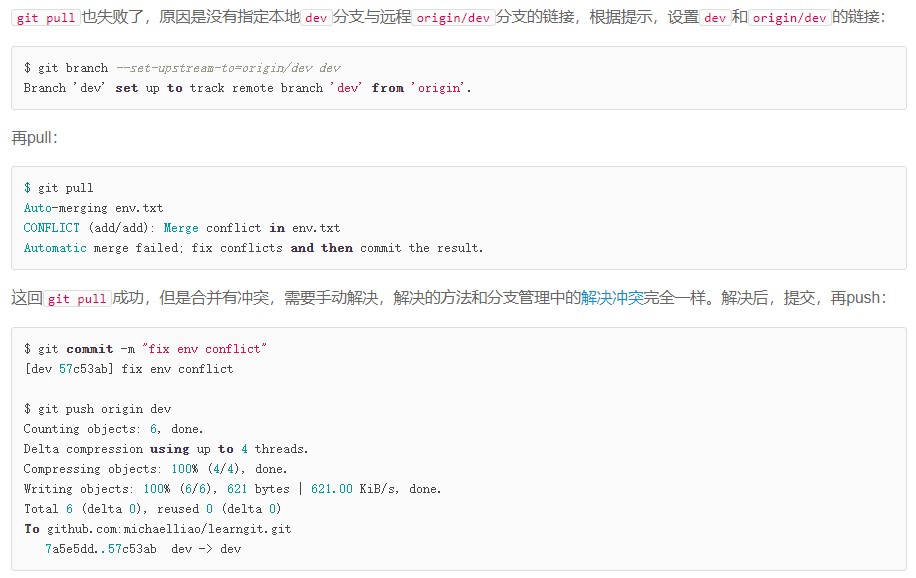 git pull也失败了，原因是没有指定本地dev分支与远程origin/dev分支的链接，根据提示，设置dev和origin/dev的链接：
$ git branch --set-upstream-to=origin/dev dev
Branch 'dev' set up to track remote branch 'dev' from 'origin'.
再pull：
$ git pull
Auto-merging env.txt
CONFLICT (add/add): Merge conflict in env.txt
Automatic merge failed; fix conflicts and then commit the result.
这回git pull成功，但是合并有冲突，需要手动解决，解决的方法和分支管理中的解决冲突完全一样。解决后，提交，再push：
$ git commit -m "fix env conflict"
[dev 57c53ab] fix env conflict
$ git push origin dev
Counting objects: 6, done.
Delta compression using up to 4 threads.
Compressing objects: 100% (4/4), done.
Writing objects: 100% (6/6), 621 bytes | 621.00 KiB/s, done.
Total 6 (delta 0), reused 0 (delta 0)
To github.com:michaelliao/learngit.git
7a5e5dd..57c53ab  dev -> dev